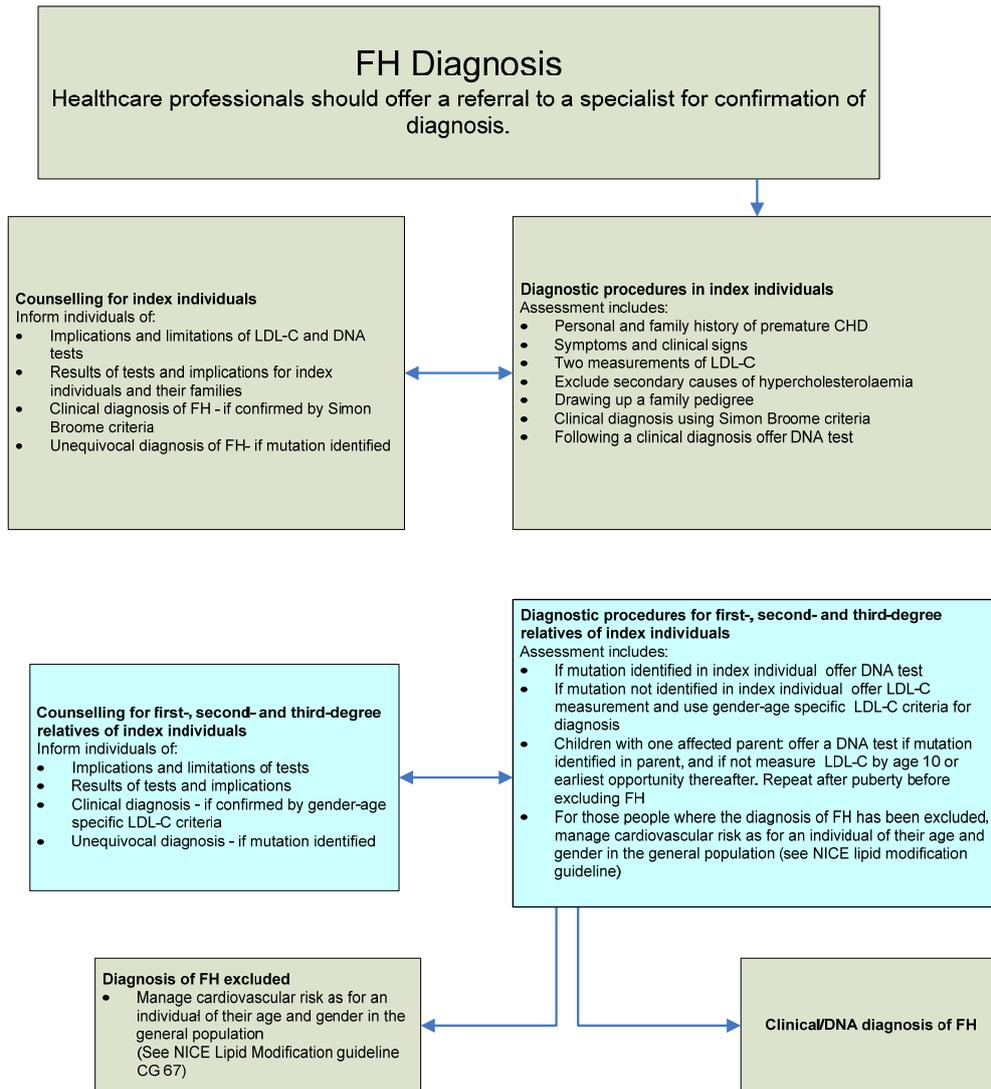 FH Diagnosis
Healthcare professionals should offer a referral to a specialist for confirmation of
diagnosis.
Counselling for index individuals
Inform individuals of:
• Implications and limitations of LDL-C and DNA
tests
• Results of tests and implications for index
individuals and their families
• Clinical diagnosis of FH - if confirmed by Simon
Broome criteria
• Unequivocal diagnosis of FH- if mutation identified
Diagnostic procedures in index individuals
Assessment includes:
• Personal and family history of premature CHD
• Symptoms and clinical signs
• Two measurements of LDL-C
• Exclude secondary causes of hypercholesterolaemia
• Drawing up a family pedigree
• Clinical diagnosis using Simon Broome criteria
• Following a clinical diagnosis offer DNA test
Counselling for first-, second- and third-degree
relatives of index individuals
Inform individuals of:
• Implications and limitations of tests
• Results of tests and implications
• Clinical diagnosis - if confirmed by gender-age
specific LDL-C criteria
• Unequivocal diagnosis - if mutation identified
Diagnostic procedures for first-, second- and third-degree
relatives of index individuals
Assessment includes:
• If mutation identified in index individual offer DNA test
• If mutation not identified in index individual offer LDL-C
measurement and use gender-age specific LDL-C criteria for
diagnosis
• Children with one affected parent: offer a DNA test if mutation
identified in parent, and if not measure LDL-C by age 10 or
earliest opportunity thereafter. Repeat after puberty before
excluding FH
• For those people where the diagnosis of FH has been excluded,
manage cardiovascular risk as for an individual of their age and
gender in the general population (see NICE lipid modification
guideline)
Diagnosis of FH excluded
• Manage cardiovascular risk as for an
individual of their age and gender in the
general population
(See NICE Lipid Modification guideline
CG 67)
Clinical/DNA diagnosis of FH